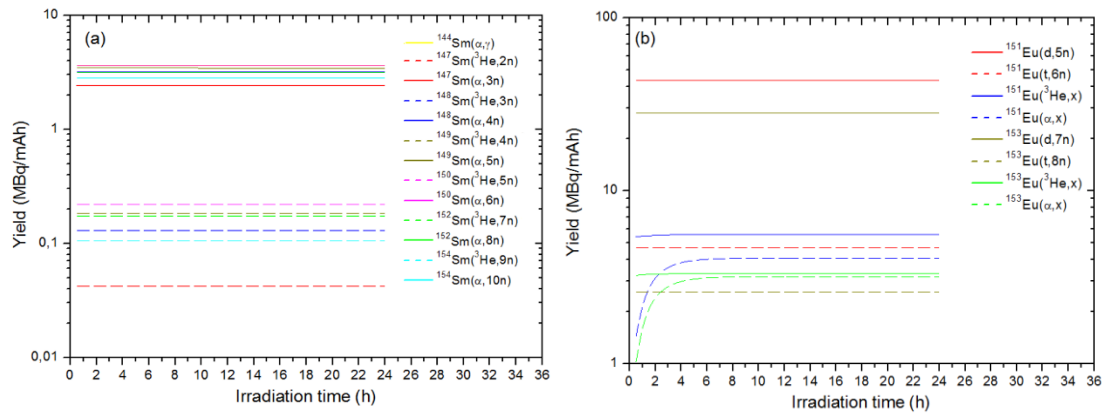 (a)
Yield (MBq/mAh)
10
1
0,1
0,01
¹⁴⁴Sm(α,γ)
¹⁴⁷Sm(³He,2n)
¹⁴⁷Sm(α,3n)
¹⁴⁸Sm(³He,3n)
¹⁴⁸Sm(α,4n)
¹⁴⁹Sm(³He,4n)
¹⁴⁹Sm(α,5n)
¹⁵⁰Sm(³He,5n)
¹⁵⁰Sm(α,6n)
¹⁵²Sm(³He,7n)
¹⁵²Sm(α,8n)
¹⁵⁴Sm(³He,9n)
¹⁵⁴Sm(α,10n)
0 2 4 6 8 10 12 14 16 18 20 22 24 26 28 30 32 34 36
Irradiation time (h)
(b)
Yield (MBq/mAh)
100
10
1
¹⁵¹Eu(d,5n)
¹⁵¹Eu(t,6n)
¹⁵¹Eu(³He,x)
¹⁵¹Eu(α,x)
¹⁵³Eu(d,7n)
¹⁵³Eu(t,8n)
¹⁵³Eu(³He,x)
¹⁵³Eu(α,x)
0 2 4 6 8 10 12 14 16 18 20 22 24 26 28 30 32 34 36
Irradiation time (h)